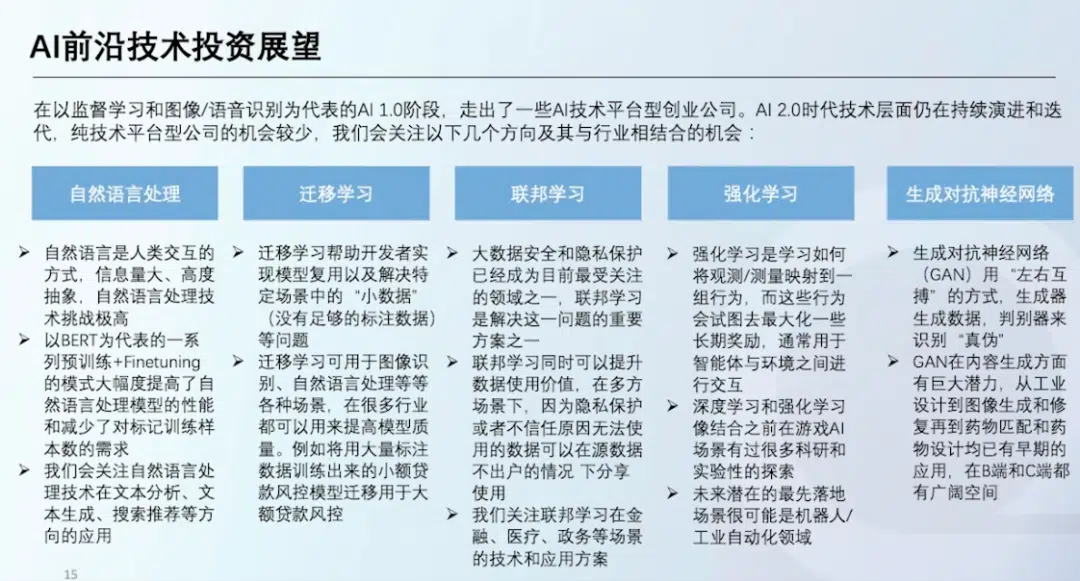 AI前沿技术投资展望
在以监督学习和图像/语音识别为代表的AI 1.0阶段，走出了一些AI技术平台型创业公司。AI 2.0时代技术层面仍在持续演进和迭
代，纯技术平台型公司的机会较少，我们会关注以下几个方向及其与行业相结合的机会：
自然语言处理
➢ 自然语言是人类交互的
方式，信息量大、高度
抽象，自然语言处理技
术挑战极高
➢ 以BERT为代表的一系
列预训练+Finetuning
的模式大幅度提高了自
然语言处理模型的性能
和减少了对标记训练样
本数的需求
➢ 我们会关注自然语言处
理技术在文本分析、文
本生成、搜索推荐等方
向的应用
迁移学习
➢ 迁移学习帮助开发者实
现模型复用以及解决特
定场景中的“小数据”
（没有足够的标注数据）
等问题
➢ 迁移学习可用于图像识
别、自然语言处理等等
各种场景，在很多行业
都可以用来提高模型质
量。例如将用大量标注
数据训练出来的小额贷
款风控模型迁移用于大
额贷款风控
联邦学习
➢ 大数据安全和隐私保护
已经成为目前最受关注
的领域之一，联邦学习
是解决这一问题的重要
方案之一
➢ 联邦学习同时可以提升
数据使用价值，在多方
场景下，因为隐私保护
或者不信任原因无法使
用的数据可以在源数据
不出户的情况 下分享
使用
➢ 我们关注联邦学习在金
融、医疗、政务等场景
的技术和应用方案
强化学习
➢ 强化学习是学习如何
将观测/测量映射到一
组行为，而这些行为
会试图去最大化一些
长期奖励，通常用于
智能体与环境之间进
行交互
➢ 深度学习和强化学习
像结合之前在游戏AI
场景有过很多科研和
实验性的探索
➢ 未来潜在的最先落地
场景很可能是机器人/
工业自动化领域
生成对抗神经网络
➢ 生成对抗神经网络
（GAN）用“左右互
搏”的方式，生成器
生成数据，判别器来
识别“真伪”
➢ GAN在内容生成方面
有巨大潜力，从工业
设计到图像生成和修
复再到药物匹配和药
物设计均已有早期的
应用，在B端和C端都
有广阔空间
15